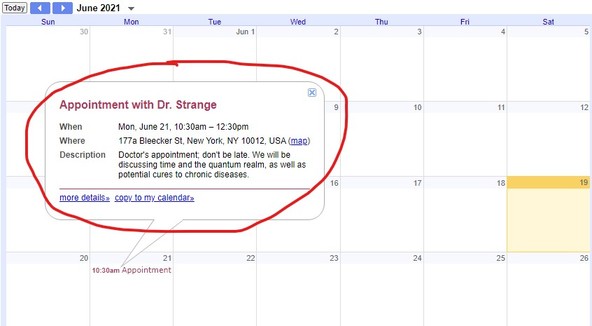 Today June 2021
Sun Mon Tue Wed Thu Fri Sat
30 31 Jun 1 2 3 4 5
Appointment with Dr. Strange
9 10 11 12
When Mon, June 21, 10:30am – 12:30pm
Where 177a Bleecker St, New York, NY 10012, USA (map)
Description Doctor's appointment; don't be late. We will be
discussing time and the quantum realm, as well as
potential cures to chronic diseases.
16 17 18 19
more details» copy to my calendar»
20 21 22 23 24 25 26
10:30am Appointment